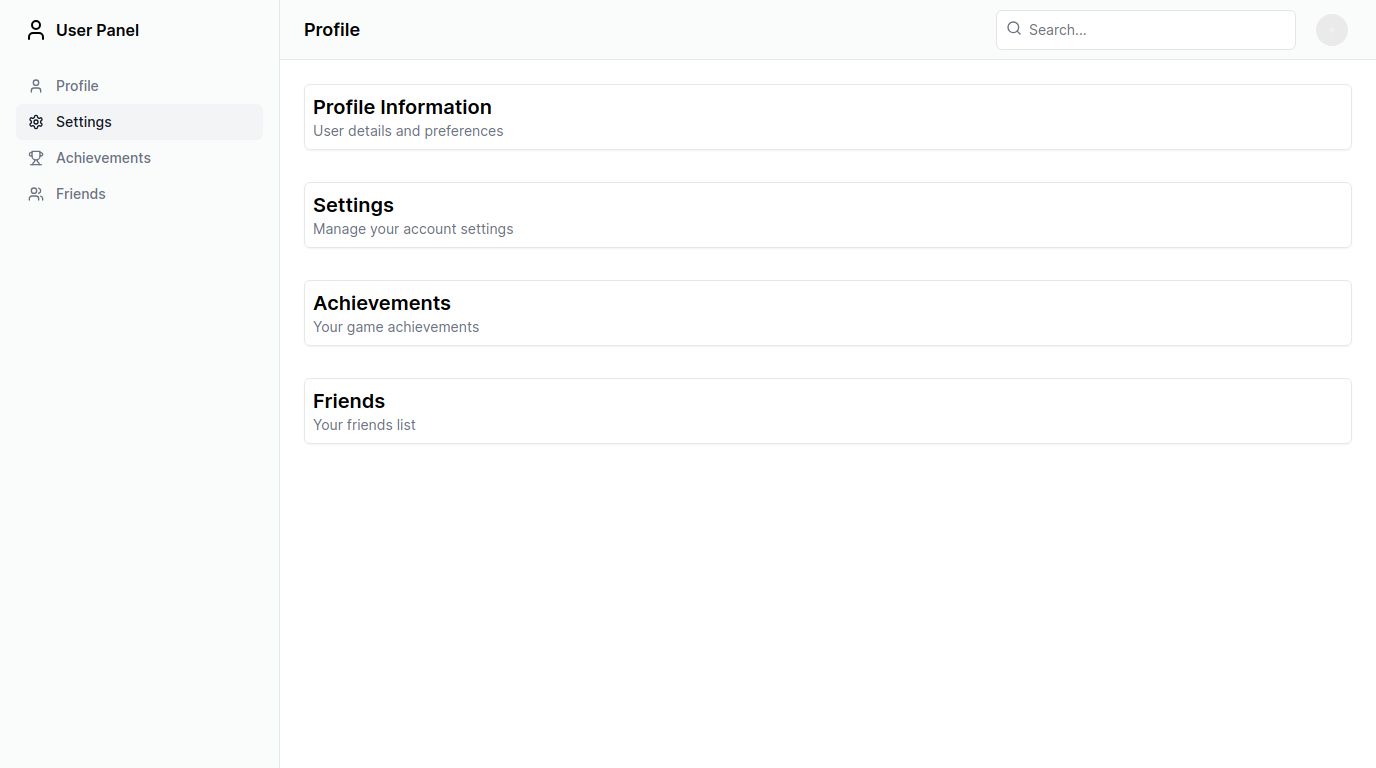 User Panel
Profile
Settings
Achievements
Friends
Profile
Search...
Profile Information
User details and preferences
Settings
Manage your account settings
Achievements
Your game achievements
Friends
Your friends list